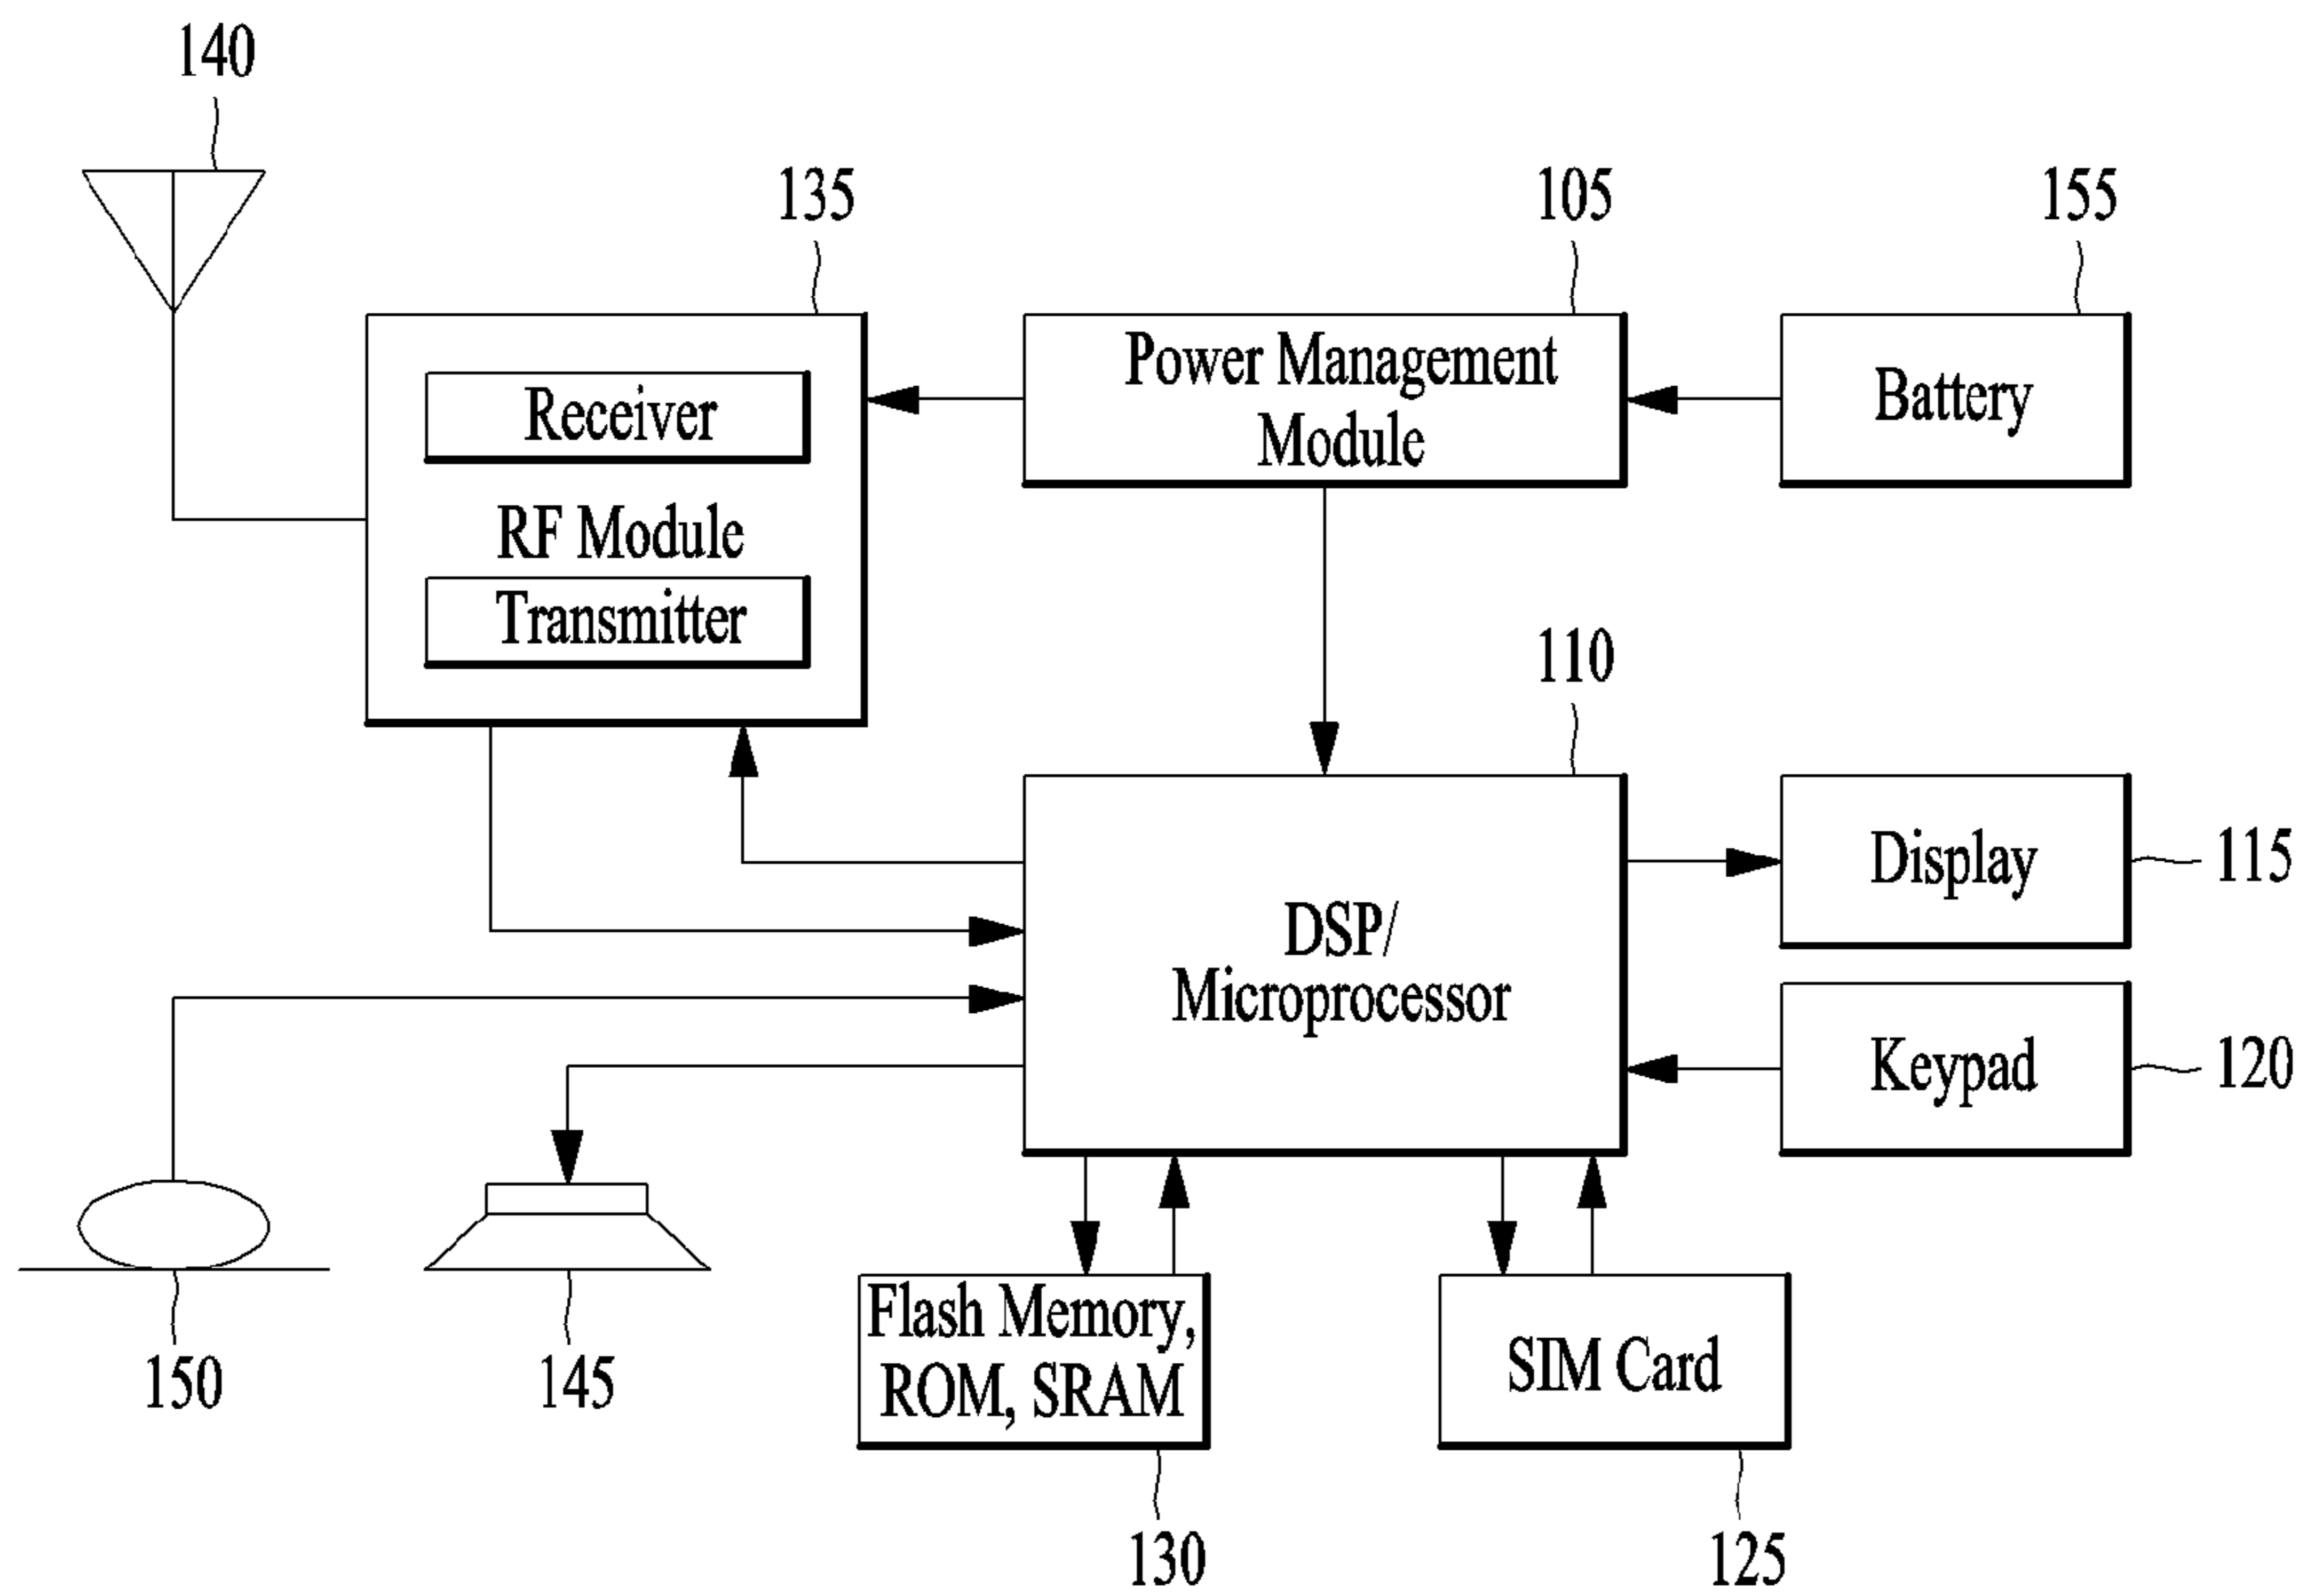 140
135
105
155
Receiver
RF Module
Transmitter
Power Management
Module
Battery
110
DSP/
Microprocessor
Display
115
Keypad
120
150
145
Flash Memory,
ROM, SRAM
SIM Card
130
125